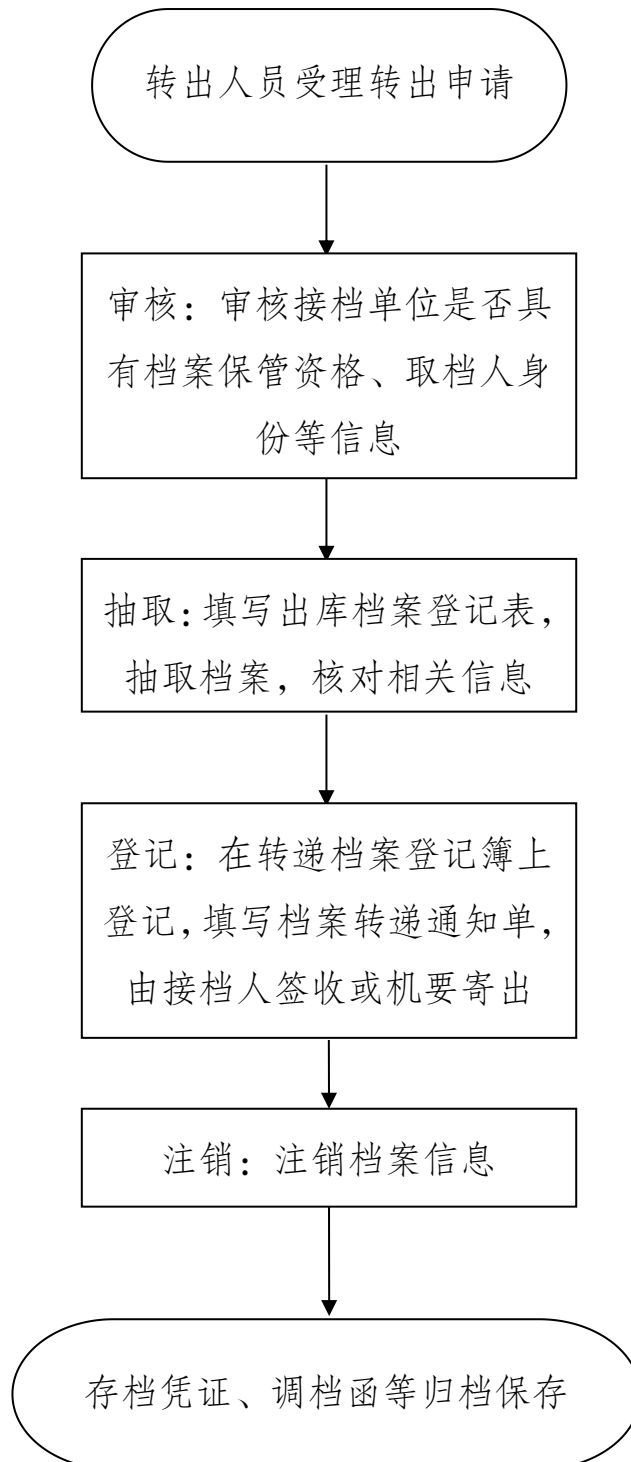 转出人员受理转出申请
审核：审核接档单位是否具
有档案保管资格、取档人身
份等信息
抽取：填写出库档案登记表，
抽取档案，核对相关信息
登记：在转递档案登记簿上
登记，填写档案转递通知单，
由接档人签收或机要寄出
注销：注销档案信息
存档凭证、调档函等归档保存